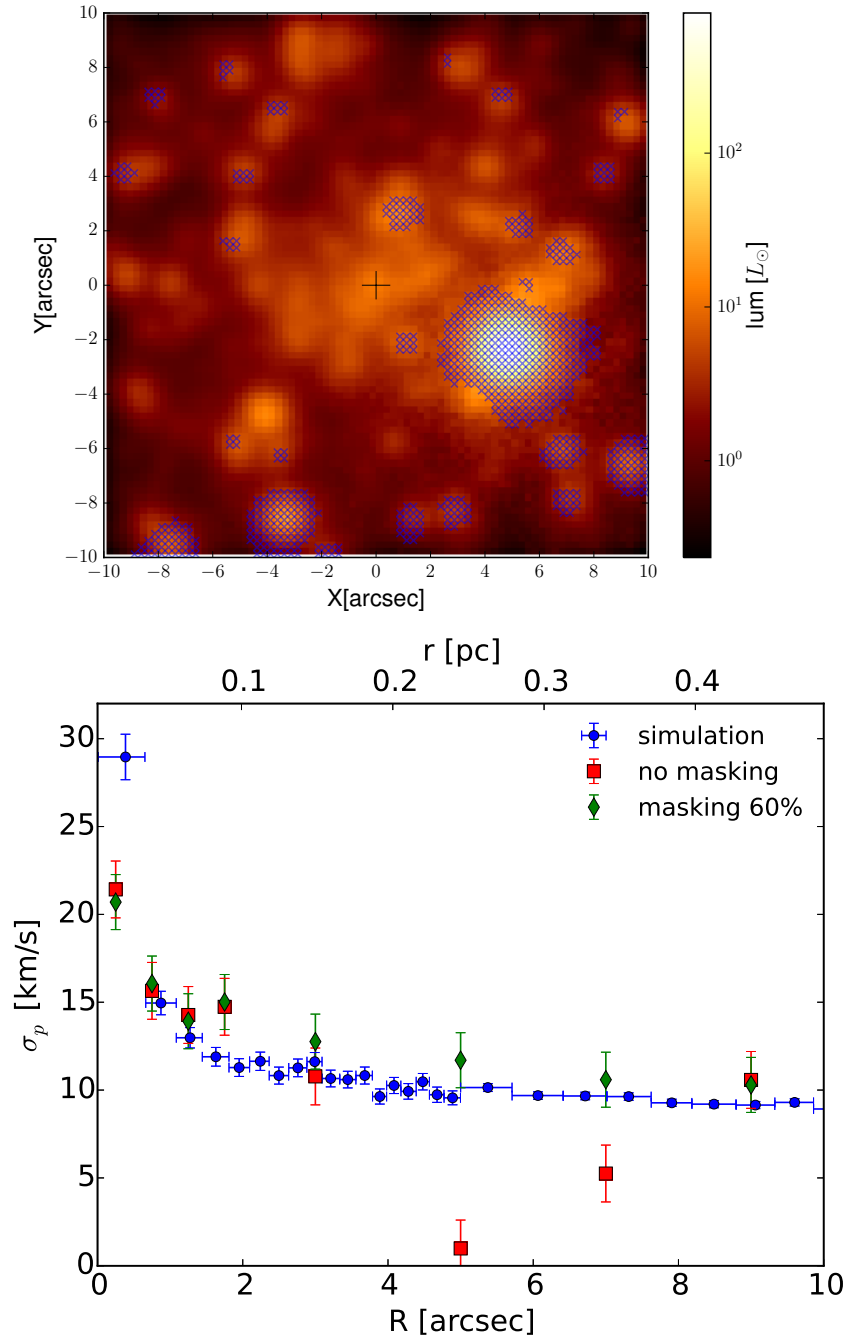 10
8
6
4
2
0
−2
−4
−6
−8
−10
Y[arcsec]
−10 −8 −6 −4 −2 0 2 4 6 8 10
X[arcsec]
10²
10¹
10⁰
lum [L⊙]
r [pc]
0.1 0.2 0.3 0.4
30
25
20
15
10
5
0
σp [km/s]
simulation
no masking
masking 60%
0 2 4 6 8 10
R [arcsec]